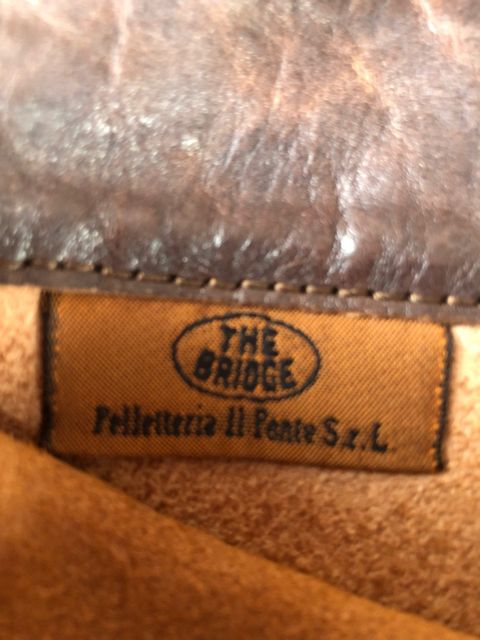 THE
BRIDGE
Pelletteria Il Ponte S.r.L.